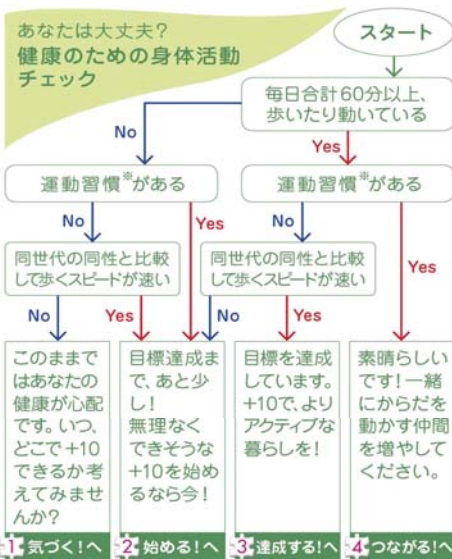 あなたは大丈夫？
健康のための身体活動
チェック
スタート
毎日合計60分以上、
歩いたり動いている
No
Yes
運動習慣※がある
運動習慣※がある
No
Yes
No
Yes
同世代の同性と比較
して歩くスピードが速い
同世代の同性と比較
して歩くスピードが速い
No
Yes
No
Yes
このままで
はあなたの
健康が心配
です。いつ、
どこで+10
できるか考
えてみませ
んか？
目標達成ま
で、あと少
し！
無理なく
できそうな
+10を始め
るなら今！
目標を達成
しています。
+10で、より
アクティブな
暮らしを！
素晴らしい
です！一緒
にからだを
動かす仲間
を増やして
ください。
1 気づく！へ
2 始める！へ
3 達成する！へ
4 つながる！へ